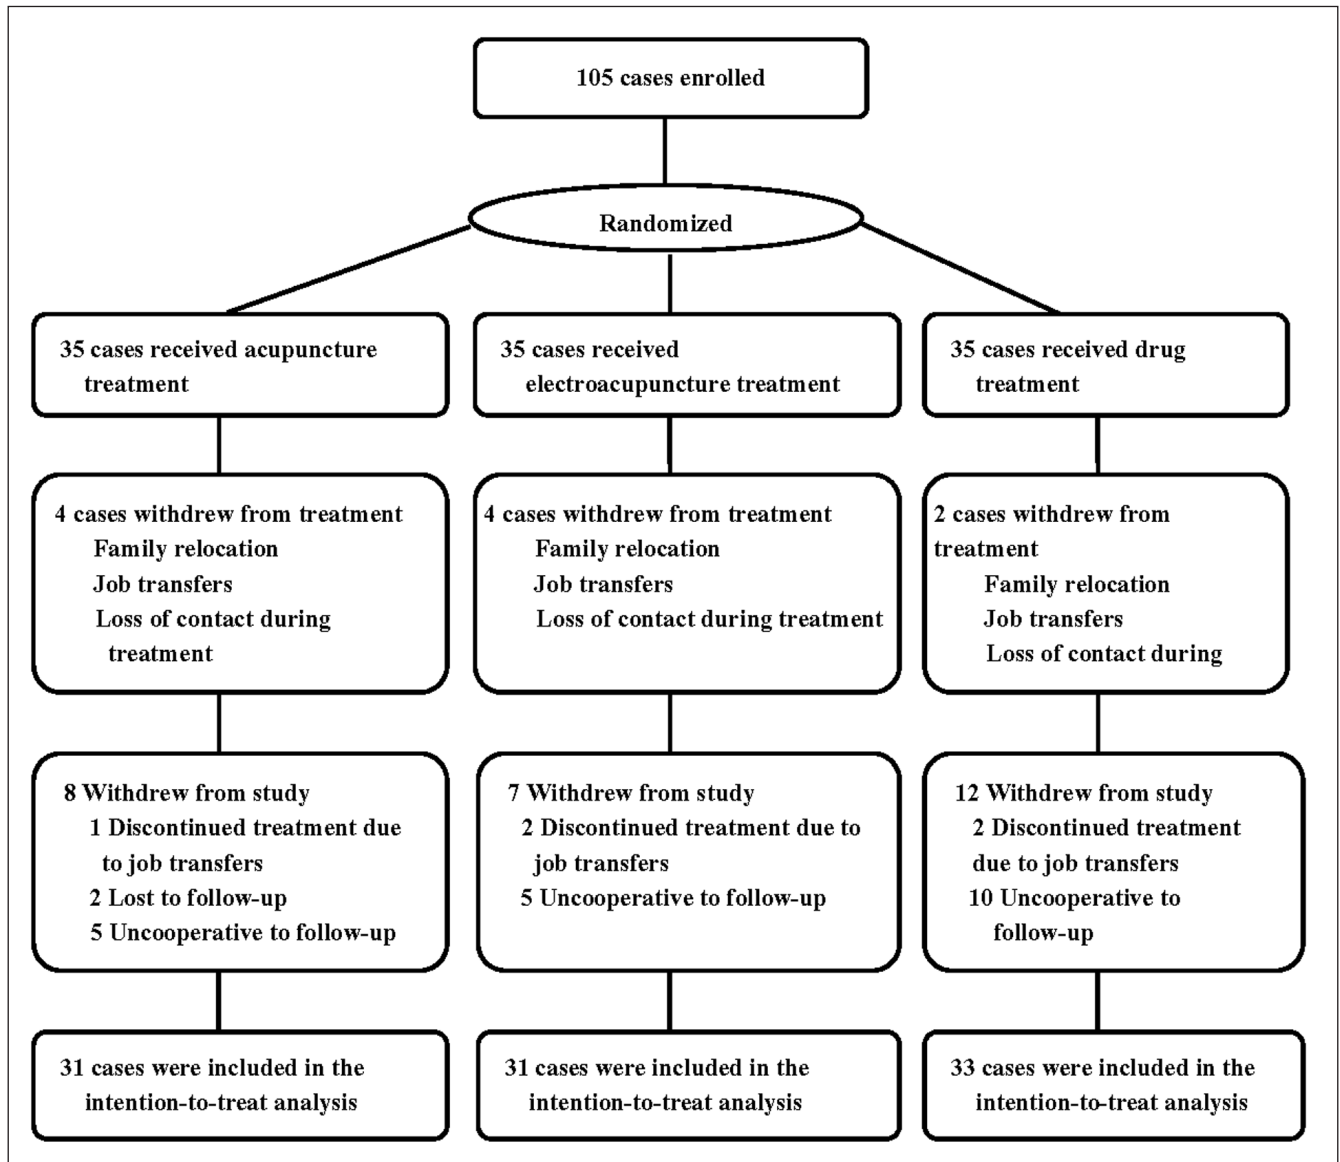 105 cases enrolled
Randomized
35 cases received acupuncture
treatment
35 cases received
electroacupuncture treatment
35 cases received drug
treatment
4 cases withdrew from treatment
Family relocation
Job transfers
Loss of contact during
treatment
4 cases withdrew from treatment
Family relocation
Job transfers
Loss of contact during treatment
2 cases withdrew from
treatment
Family relocation
Job transfers
Loss of contact during
8 Withdrew from study
1 Discontinued treatment due
to job transfers
2 Lost to follow-up
5 Uncooperative to follow-up
7 Withdrew from study
2 Discontinued treatment due to
job transfers
5 Uncooperative to follow-up
12 Withdrew from study
2 Discontinued treatment
due to job transfers
10 Uncooperative to
follow-up
31 cases were included in the
intention-to-treat analysis
31 cases were included in the
intention-to-treat analysis
33 cases were included in the
intention-to-treat analysis